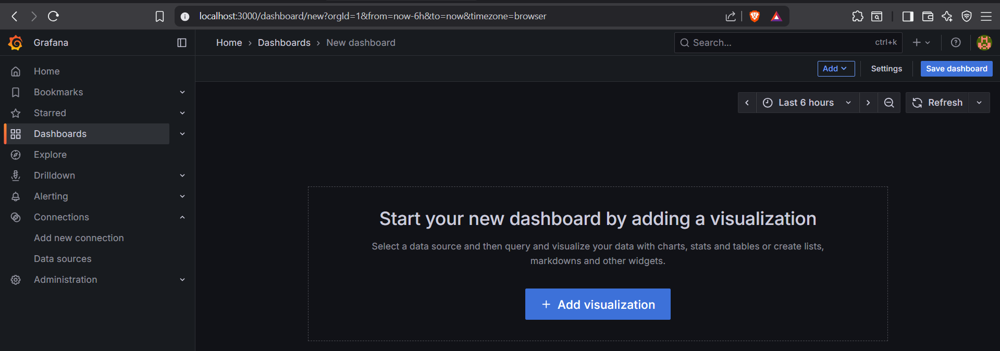 localhost:3000/dashboard/new?orgId=1&from=now-6h&to=now&timezone=browser
Grafana
Home › Dashboards › New dashboard
Search...
ctrl+k
Add
Settings
Save dashboard
Home
Bookmarks
Starred
Dashboards
Explore
Drilldown
Alerting
Connections
Add new connection
Data sources
Administration
Last 6 hours
Refresh
Start your new dashboard by adding a visualization
Select a data source and then query and visualize your data with charts, stats and tables or create lists,
markdowns and other widgets.
+ Add visualization